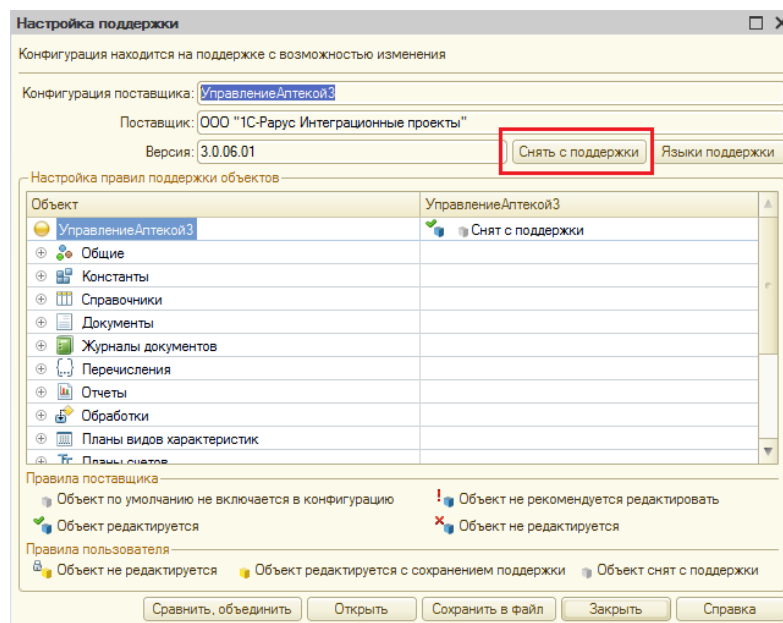 Настройка поддержки
Конфигурация находится на поддержке с возможностью изменения
Конфигурация поставщика: УправлениеАптекой3
Поставщик: ООО "1С-Рарус Интеграционные проекты"
Версия: 3.0.06.01 Снять с поддержки Языки поддержки
Настройка правил поддержки объектов
Объект УправлениеАптекой3
УправлениеАптекой3 Снят с поддержки
Общие
Константы
Справочники
Документы
Журналы документов
Перечисления
Отчеты
Обработки
Планы видов характеристик
Планы счетов
Правила поставщика
Объект по умолчанию не включается в конфигурацию Объект не рекомендуется редактировать
Объект редактируется Объект не редактируется
Правила пользователя
Объект не редактируется Объект редактируется с сохранением поддержки Объект снят с поддержки
Сравнить, объединить Открыть Сохранить в файл Закрыть Справка